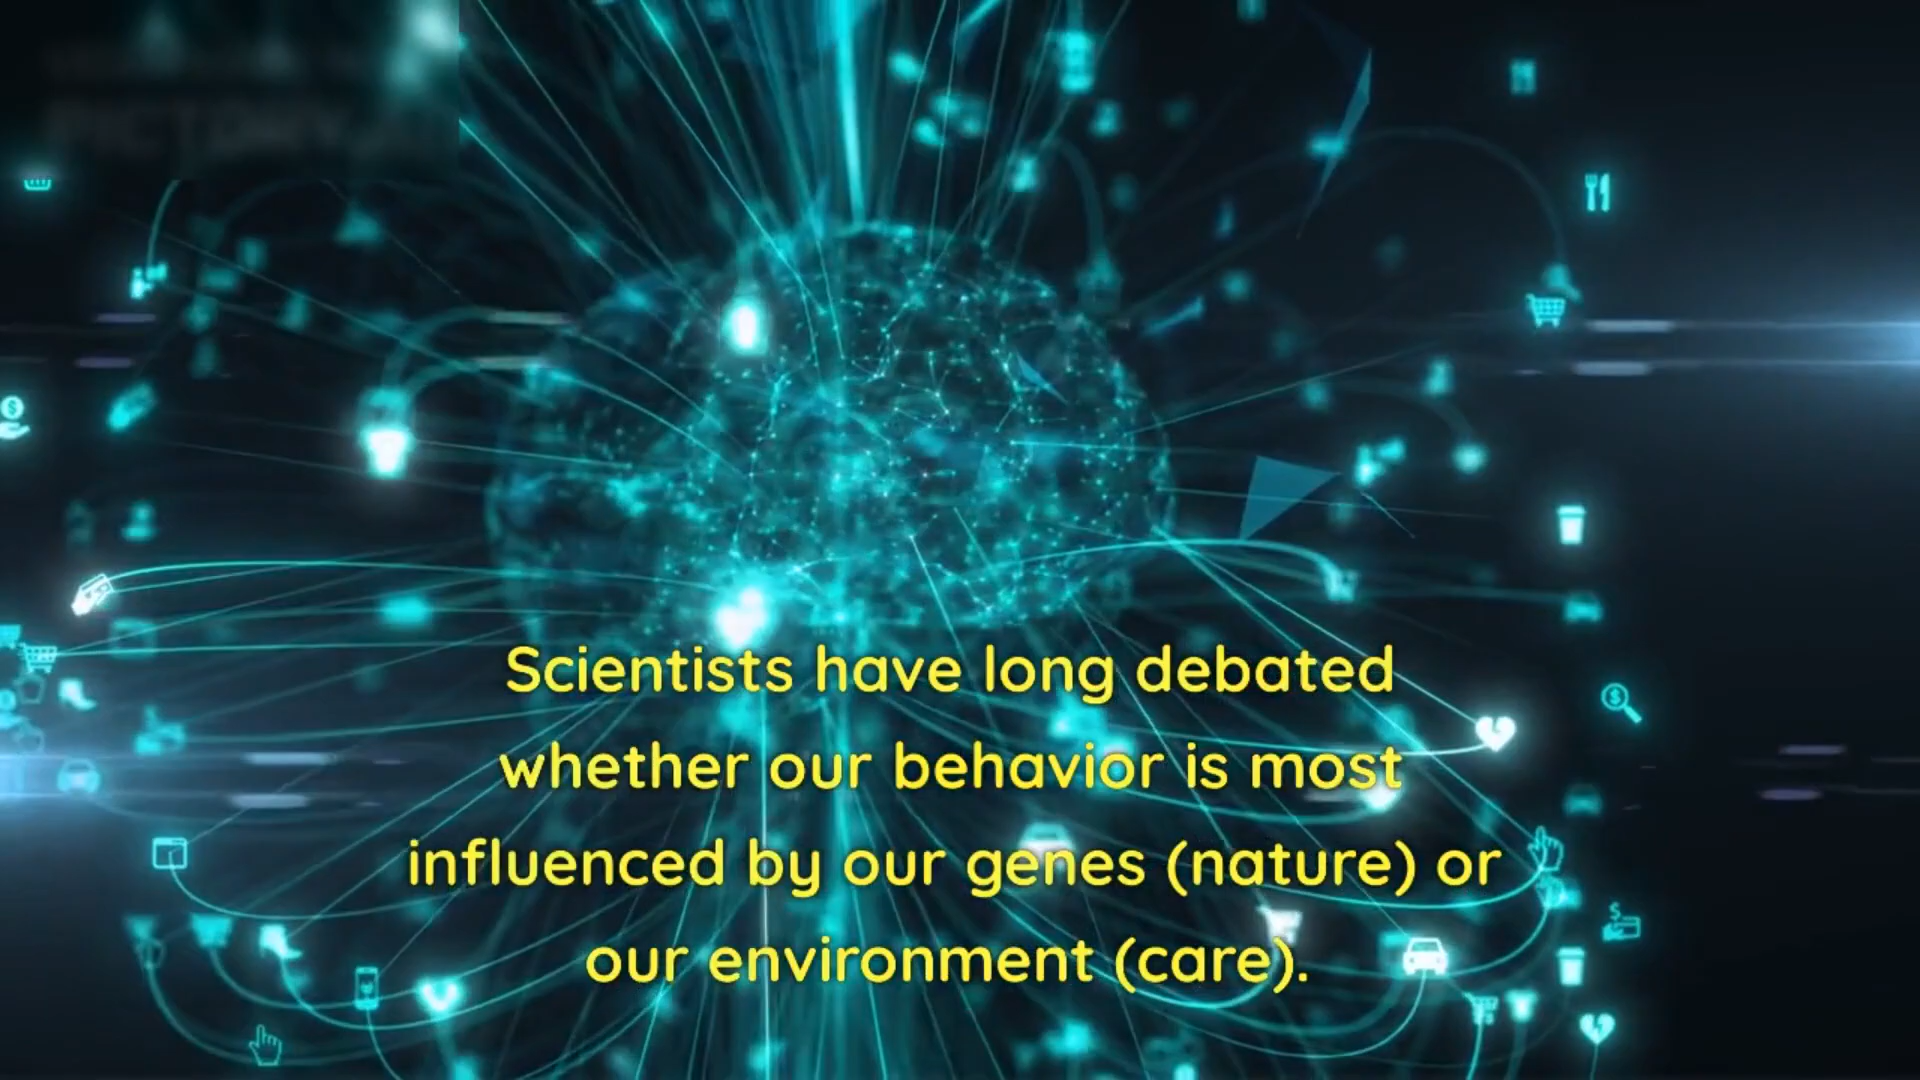 Scientists have long debated
whether our behavior is most
influenced by our genes (nature) or
our environment (care).